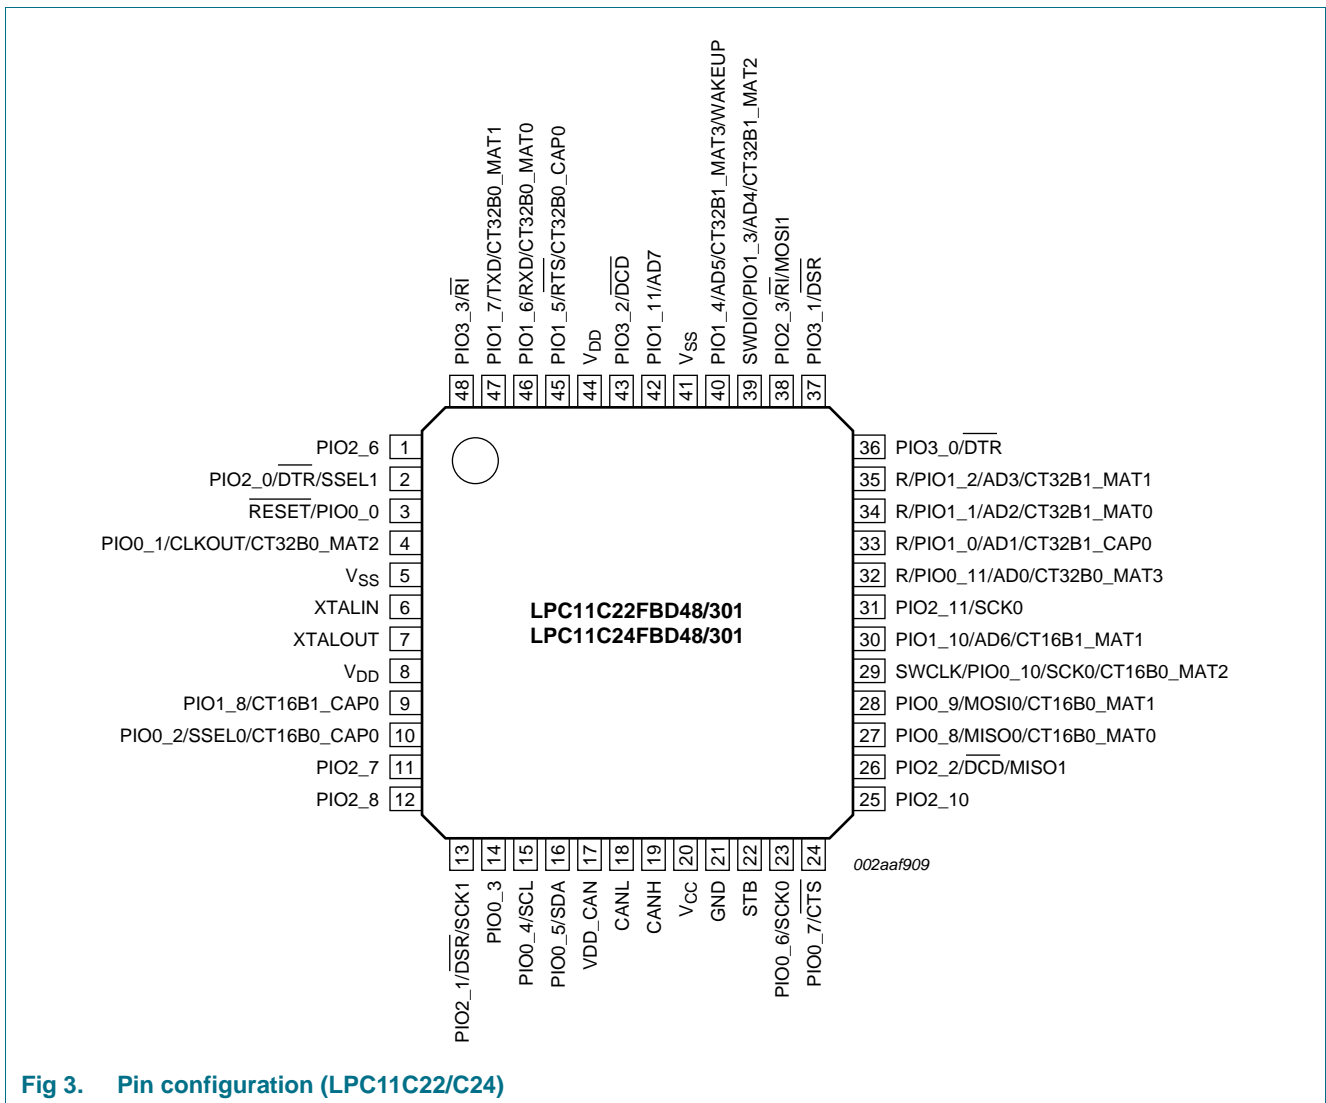 PIO3_3/RI
PIO1_7/TXD/CT32B0_MAT1
PIO1_6/RXD/CT32B0_MAT0
PIO1_5/RTS/CT32B0_CAP0
VDD
PIO3_2/DCD
PIO1_11/AD7
VSS
PIO1_4/AD5/CT32B1_MAT3/WAKEUP
SWDIO/PIO1_3/AD4/CT32B1_MAT2
PIO2_3/RI/MOSI1
PIO3_1/DSR
48
47
46
45
44
43
42
41
40
39
38
37
PIO2_6 1
PIO2_0/DTR/SSEL1 2
RESET/PIO0_0 3
PIO0_1/CLKOUT/CT32B0_MAT2 4
VSS 5
XTALIN 6
XTALOUT 7
VDD 8
PIO1_8/CT16B1_CAP0 9
PIO0_2/SSEL0/CT16B0_CAP0 10
PIO2_7 11
PIO2_8 12
LPC11C22FBD48/301
LPC11C24FBD48/301
36 PIO3_0/DTR
35 R/PIO1_2/AD3/CT32B1_MAT1
34 R/PIO1_1/AD2/CT32B1_MAT0
33 R/PIO1_0/AD1/CT32B1_CAP0
32 R/PIO0_11/AD0/CT32B0_MAT3
31 PIO2_11/SCK0
30 PIO1_10/AD6/CT16B1_MAT1
29 SWCLK/PIO0_10/SCK0/CT16B0_MAT2
28 PIO0_9/MOSI0/CT16B0_MAT1
27 PIO0_8/MISO0/CT16B0_MAT0
26 PIO2_2/DCD/MISO1
25 PIO2_10
13
14
15
16
17
18
19
20
21
22
23
24
PIO2_1/DSR/SCK1
PIO0_3
PIO0_4/SCL
PIO0_5/SDA
VDD_CAN
CANL
CANH
VCC
GND
STB
PIO0_6/SCK0
PIO0_7/CTS
002aaf909
Fig 3. Pin configuration (LPC11C22/C24)